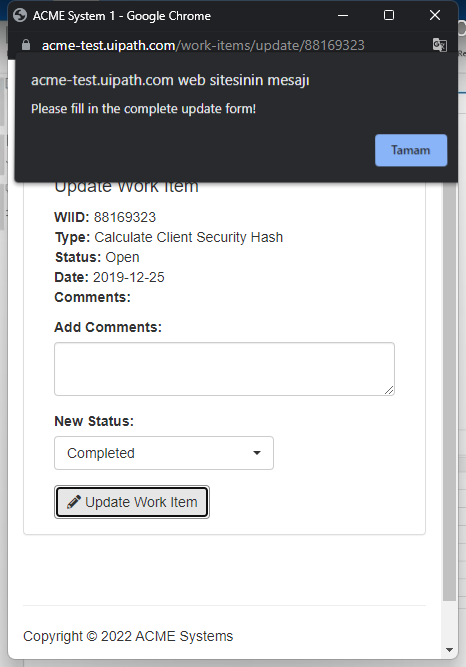 ACME System 1 - Google Chrome
acme-test.uipath.com/work-items/update/88169323
acme-test.uipath.com web sitesinin mesajı
Please fill in the complete update form!
Tamam
Update Work Item
WIID: 88169323
Type: Calculate Client Security Hash
Status: Open
Date: 2019-12-25
Comments:
Add Comments:
New Status:
Completed
Update Work Item
Copyright © 2022 ACME Systems